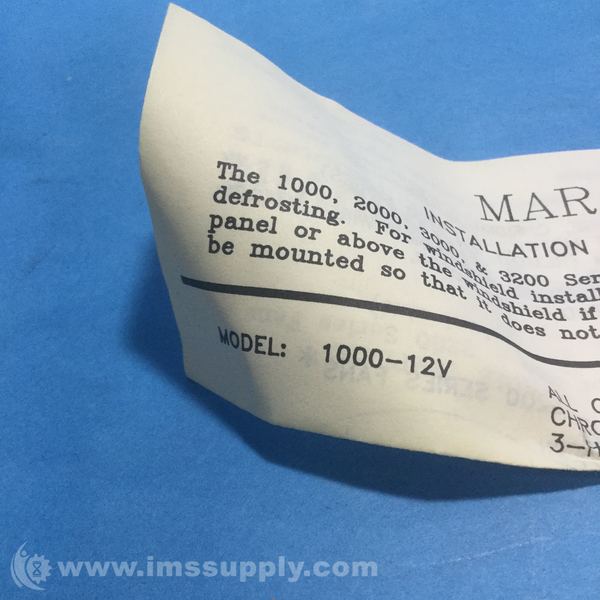 MAR
INSTALLATION
The 1000, 2000, 3000, & 3200 Ser
defrosting. For windshield install
panel or above the windshield if
be mounted so that it does not
MODEL: 1000-12V
ALL
CHRO
3-H
www.imssupply.com